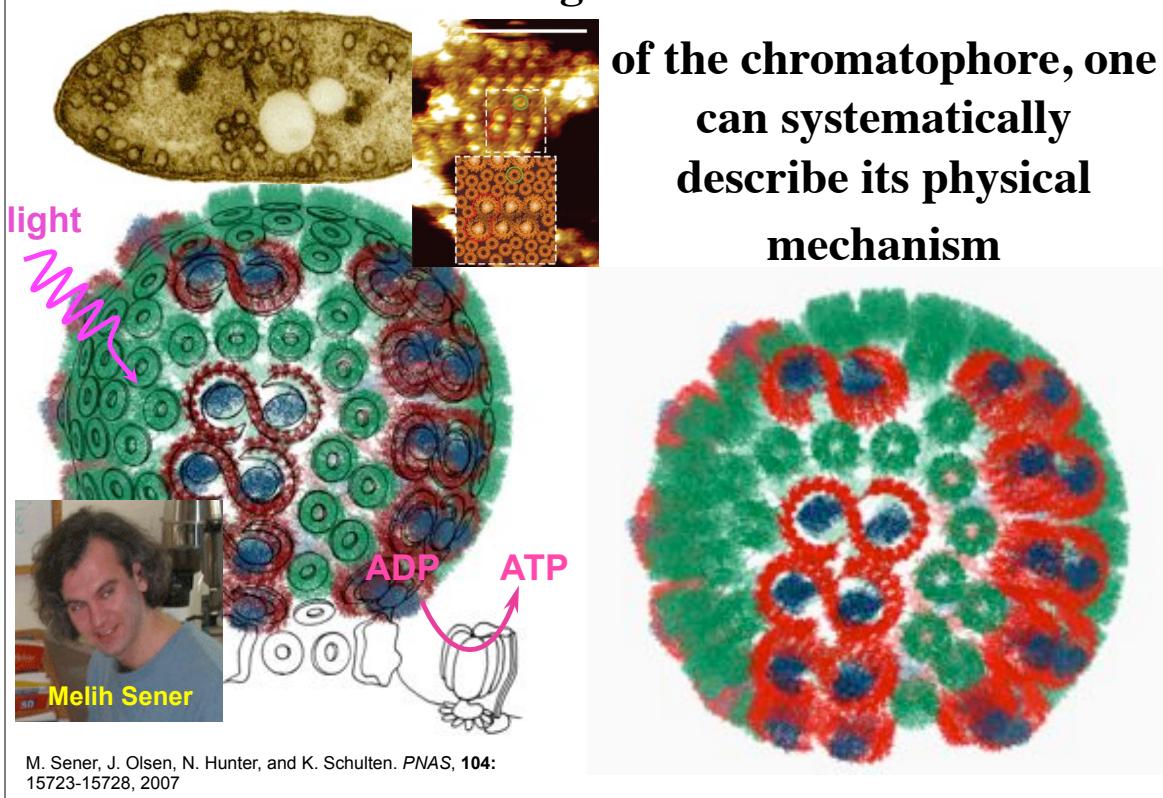 of the chromatophore, one
can systematically
describe its physical
mechanism
light
ADP ATP
Melih Sener
M. Sener, J. Olsen, N. Hunter, and K. Schulten. PNAS, 104:
15723-15728, 2007